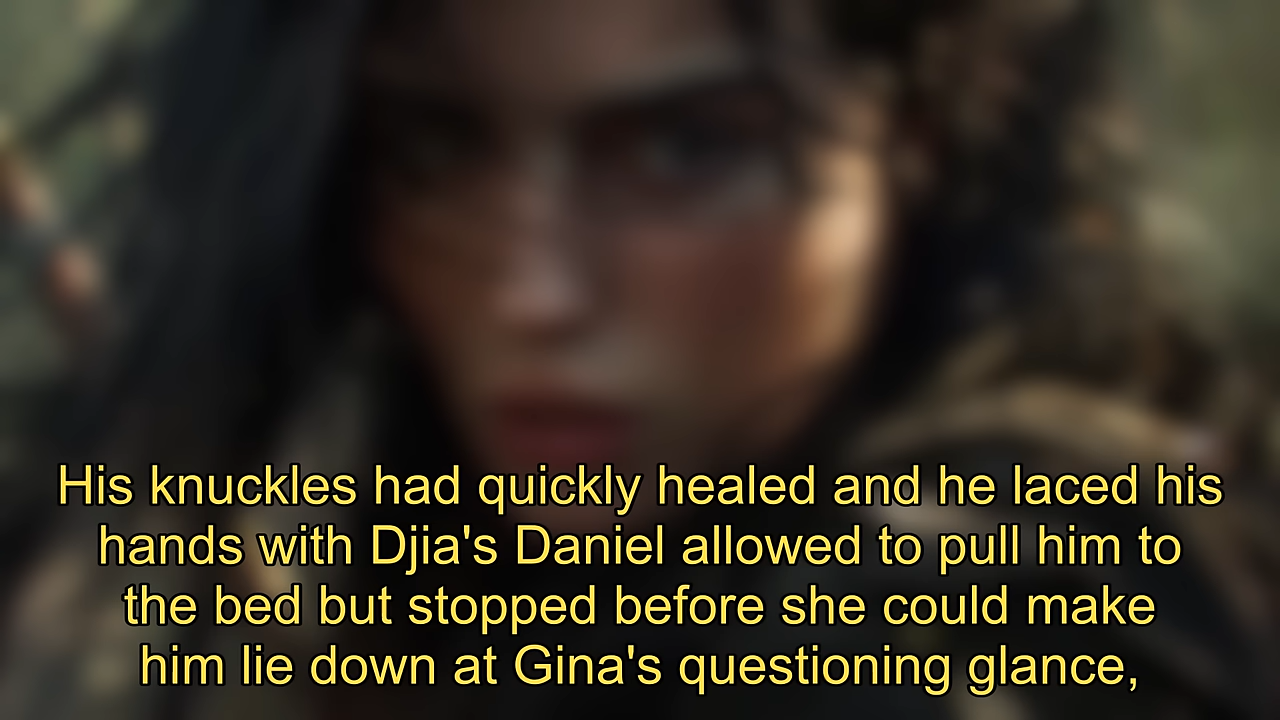 His knuckles had quickly healed and he laced his
hands with Djia's Daniel allowed to pull him to
the bed but stopped before she could make
him lie down at Gina's questioning glance,